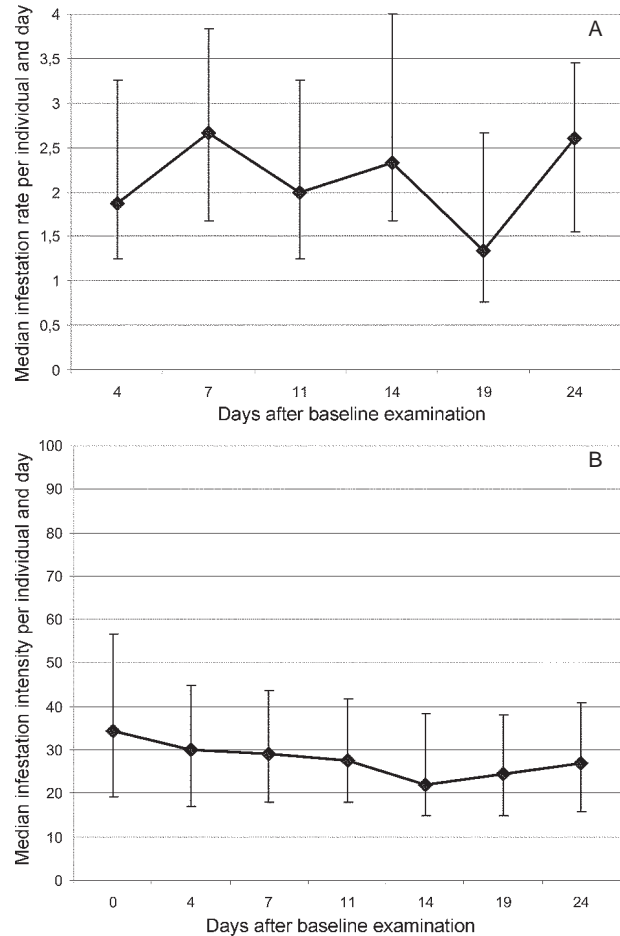 A
Median infestation rate per individual and day
4
3,5
3
2,5
2
1,5
1
0,5
0
4 7 11 14 19 24
Days after baseline examination
B
Median infestation intensity per individual and day
100
90
80
70
60
50
40
30
20
10
0
0 4 7 11 14 19 24
Days after baseline examination